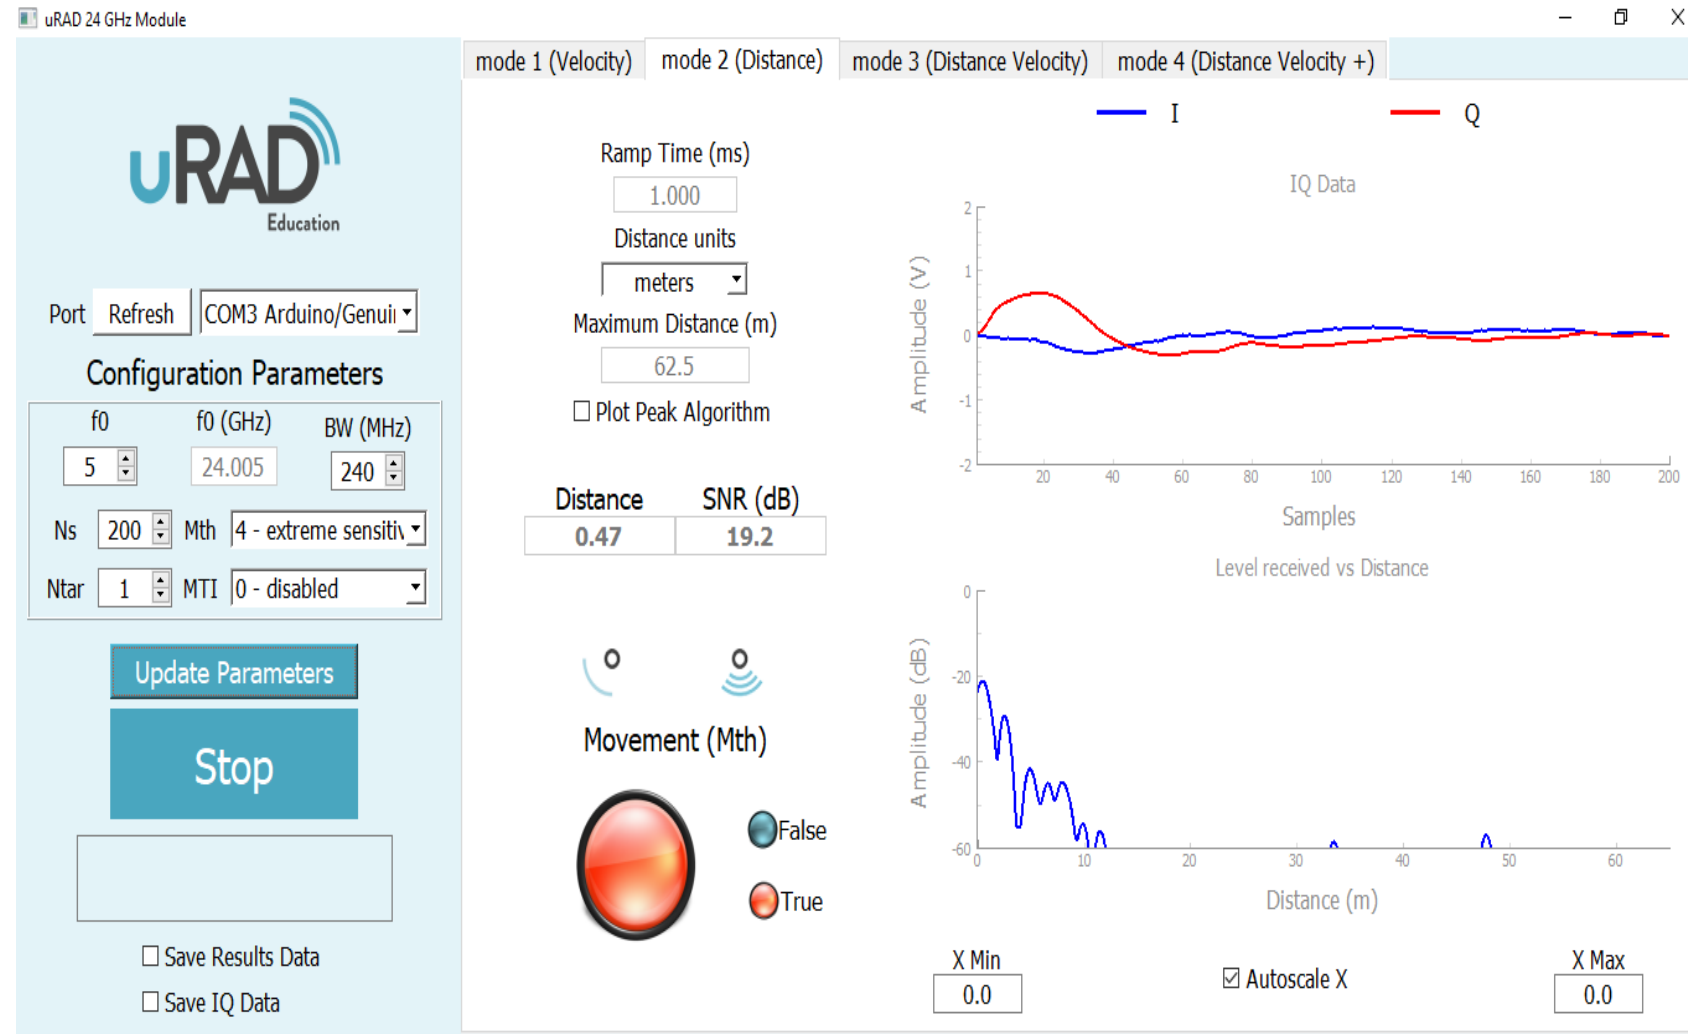 uRAD 24 GHz Module
mode 1 (Velocity) mode 2 (Distance) mode 3 (Distance Velocity) mode 4 (Distance Velocity +)
uRAD
Education
Port Refresh COM3 Arduino/Genui
Configuration Parameters
f0 f0 (GHz) BW (MHz)
5 24.005 240
Ns 200 Mth 4 - extreme sensitiv
Ntar 1 MTI 0 - disabled
Update Parameters
Stop
Save Results Data
Save IQ Data
Ramp Time (ms)
1.000
Distance units
meters
Maximum Distance (m)
62.5
Plot Peak Algorithm
Distance SNR (dB)
0.47 19.2
Movement (Mth)
False
True
I Q
IQ Data
Amplitude (V)
2
1
0
-1
-2
20 40 60 80 100 120 140 160 180 200
Samples
Level received vs Distance
Amplitude (dB)
0
-20
-40
-60
0 10 20 30 40 50 60
Distance (m)
X Min Autoscale X X Max
0.0 0.0